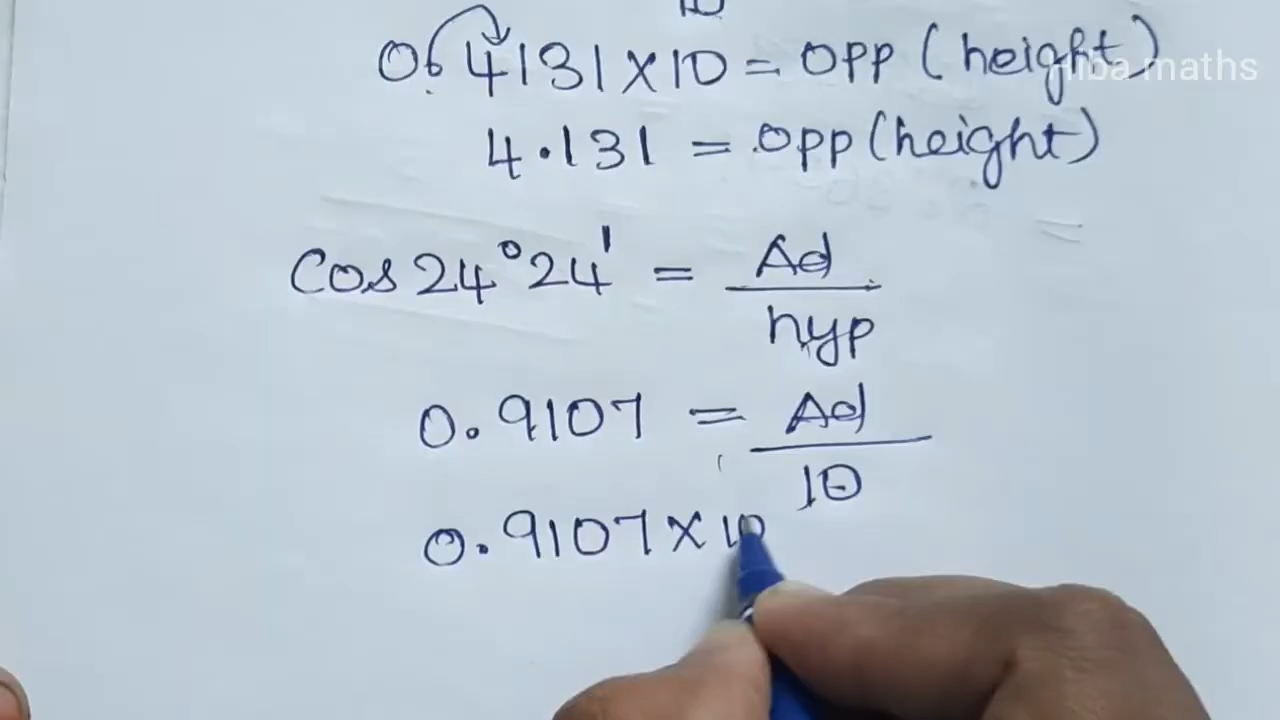 0.4131 × 10 = opp (height)
4.131 = opp (height)
Cos 24° 24' = Ad
hyp
0.9107 = Ad
10
0.9107 × 10
maths